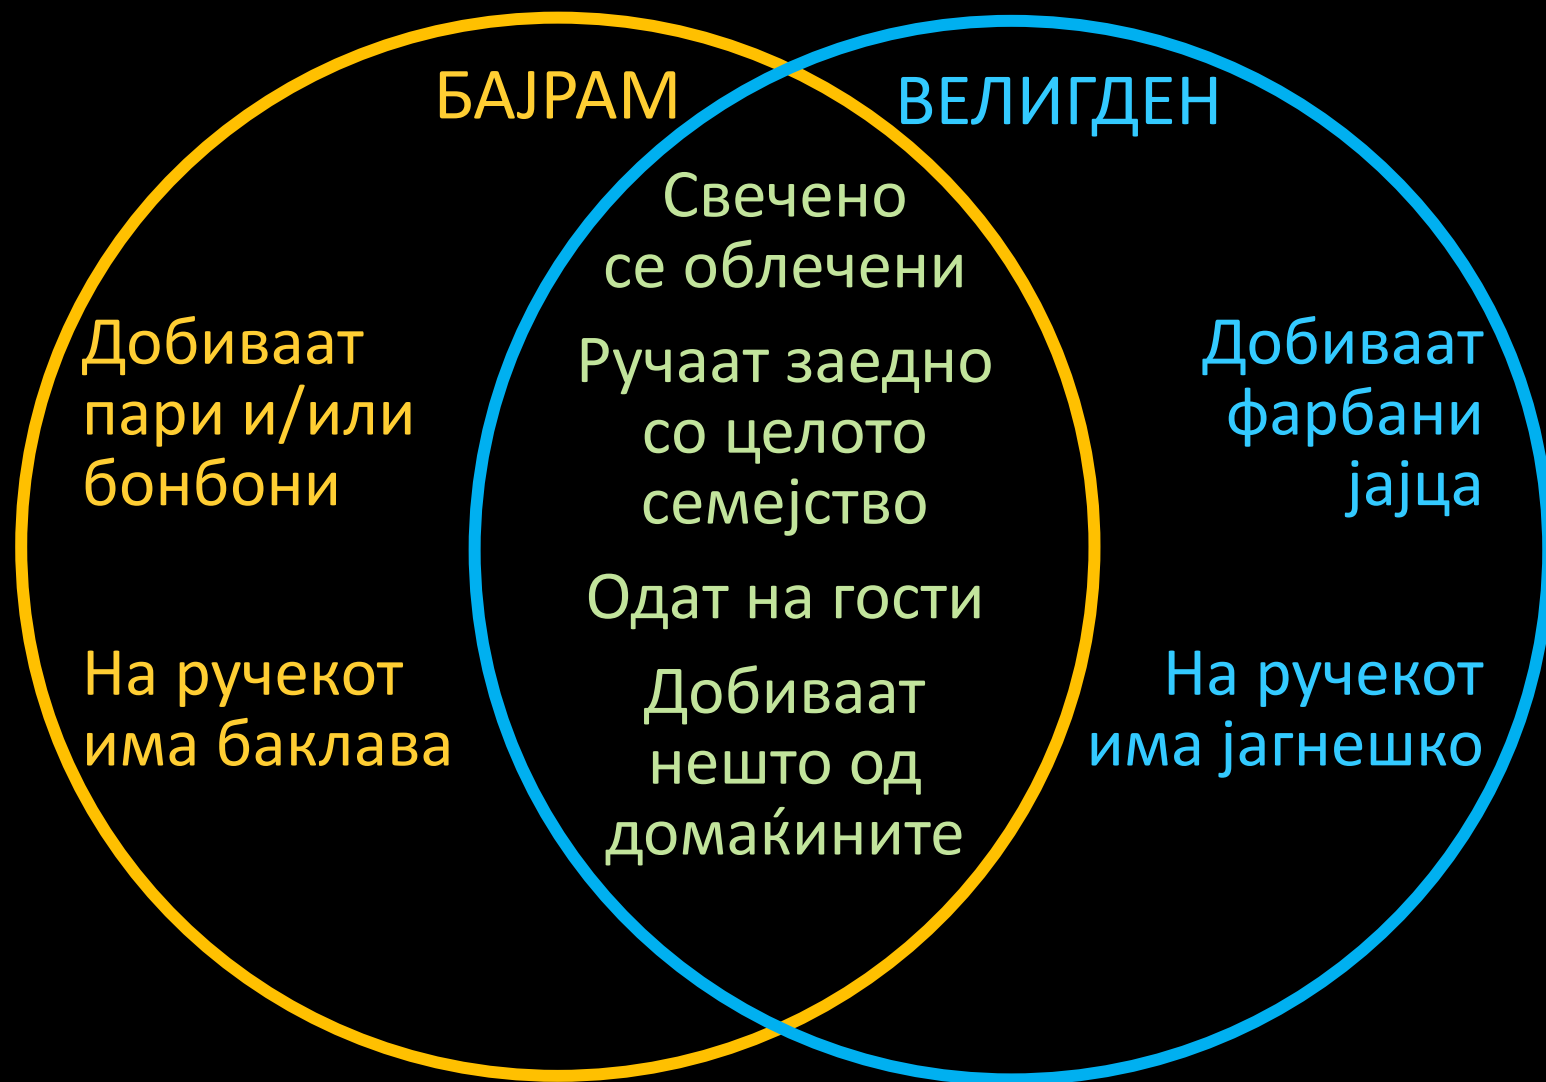 БАЈРАМ
ВЕЛИГДЕН
Добиваат
пари и/или
бонбони
На ручекот
има баклава
Свечено
се облечени
Ручаат заедно
со целото
семејство
Одат на гости
Добиваат
нешто од
домаќините
Добиваат
фарбани
јајца
На ручекот
има јагнешко